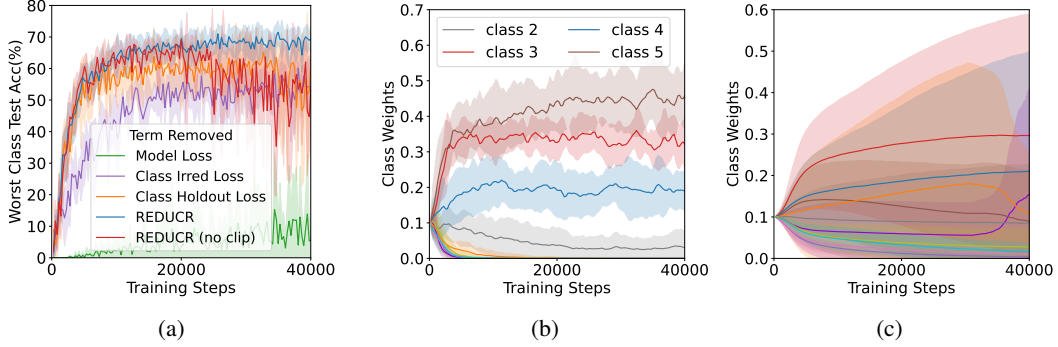 80
70
60
50
40
30
20
10
0
Worst Class Test Acc(%)
Term Removed
Model Loss
Class Irred Loss
Class Holdout Loss
REDUCR
REDUCR (no clip)
0 20000 40000
Training Steps
(a)
0.7
0.6
0.5
0.4
0.3
0.2
0.1
0.0
Class Weights
class 2 class 4
class 3 class 5
0 20000 40000
Training Steps
(b)
0.6
0.5
0.4
0.3
0.2
0.1
0.0
Class Weights
0 20000 40000
Training Steps
(c)